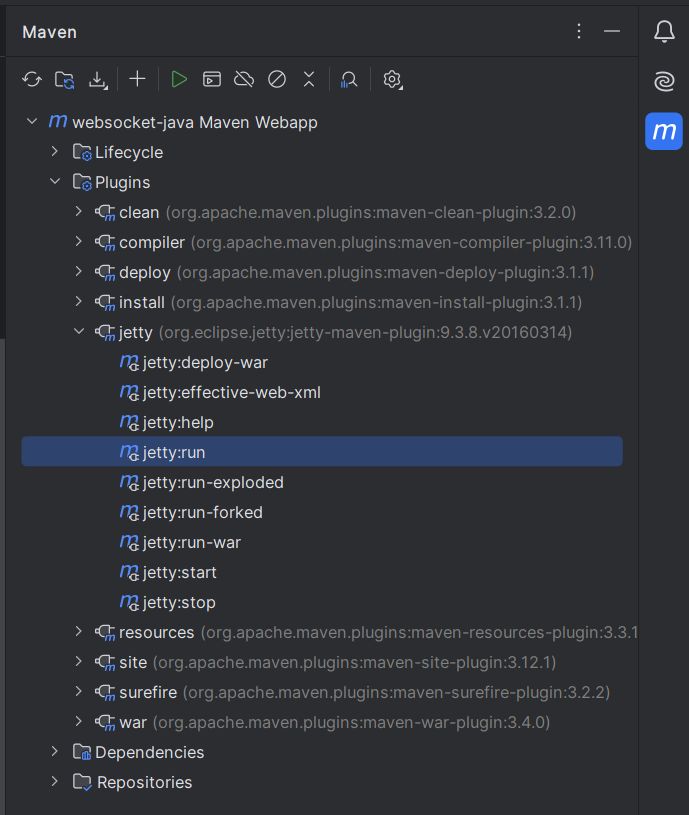 Maven
m websocket-java Maven Webapp
Lifecycle
Plugins
clean (org.apache.maven.plugins:maven-clean-plugin:3.2.0)
compiler (org.apache.maven.plugins:maven-compiler-plugin:3.11.0)
deploy (org.apache.maven.plugins:maven-deploy-plugin:3.1.1)
install (org.apache.maven.plugins:maven-install-plugin:3.1.1)
jetty (org.eclipse.jetty:jetty-maven-plugin:9.3.8.v20160314)
jetty:deploy-war
jetty:effective-web-xml
jetty:help
jetty:run
jetty:run-exploded
jetty:run-forked
jetty:run-war
jetty:start
jetty:stop
resources (org.apache.maven.plugins:maven-resources-plugin:3.3.1
site (org.apache.maven.plugins:maven-site-plugin:3.12.1)
surefire (org.apache.maven.plugins:maven-surefire-plugin:3.2.2)
war (org.apache.maven.plugins:maven-war-plugin:3.4.0)
Dependencies
Repositories
m